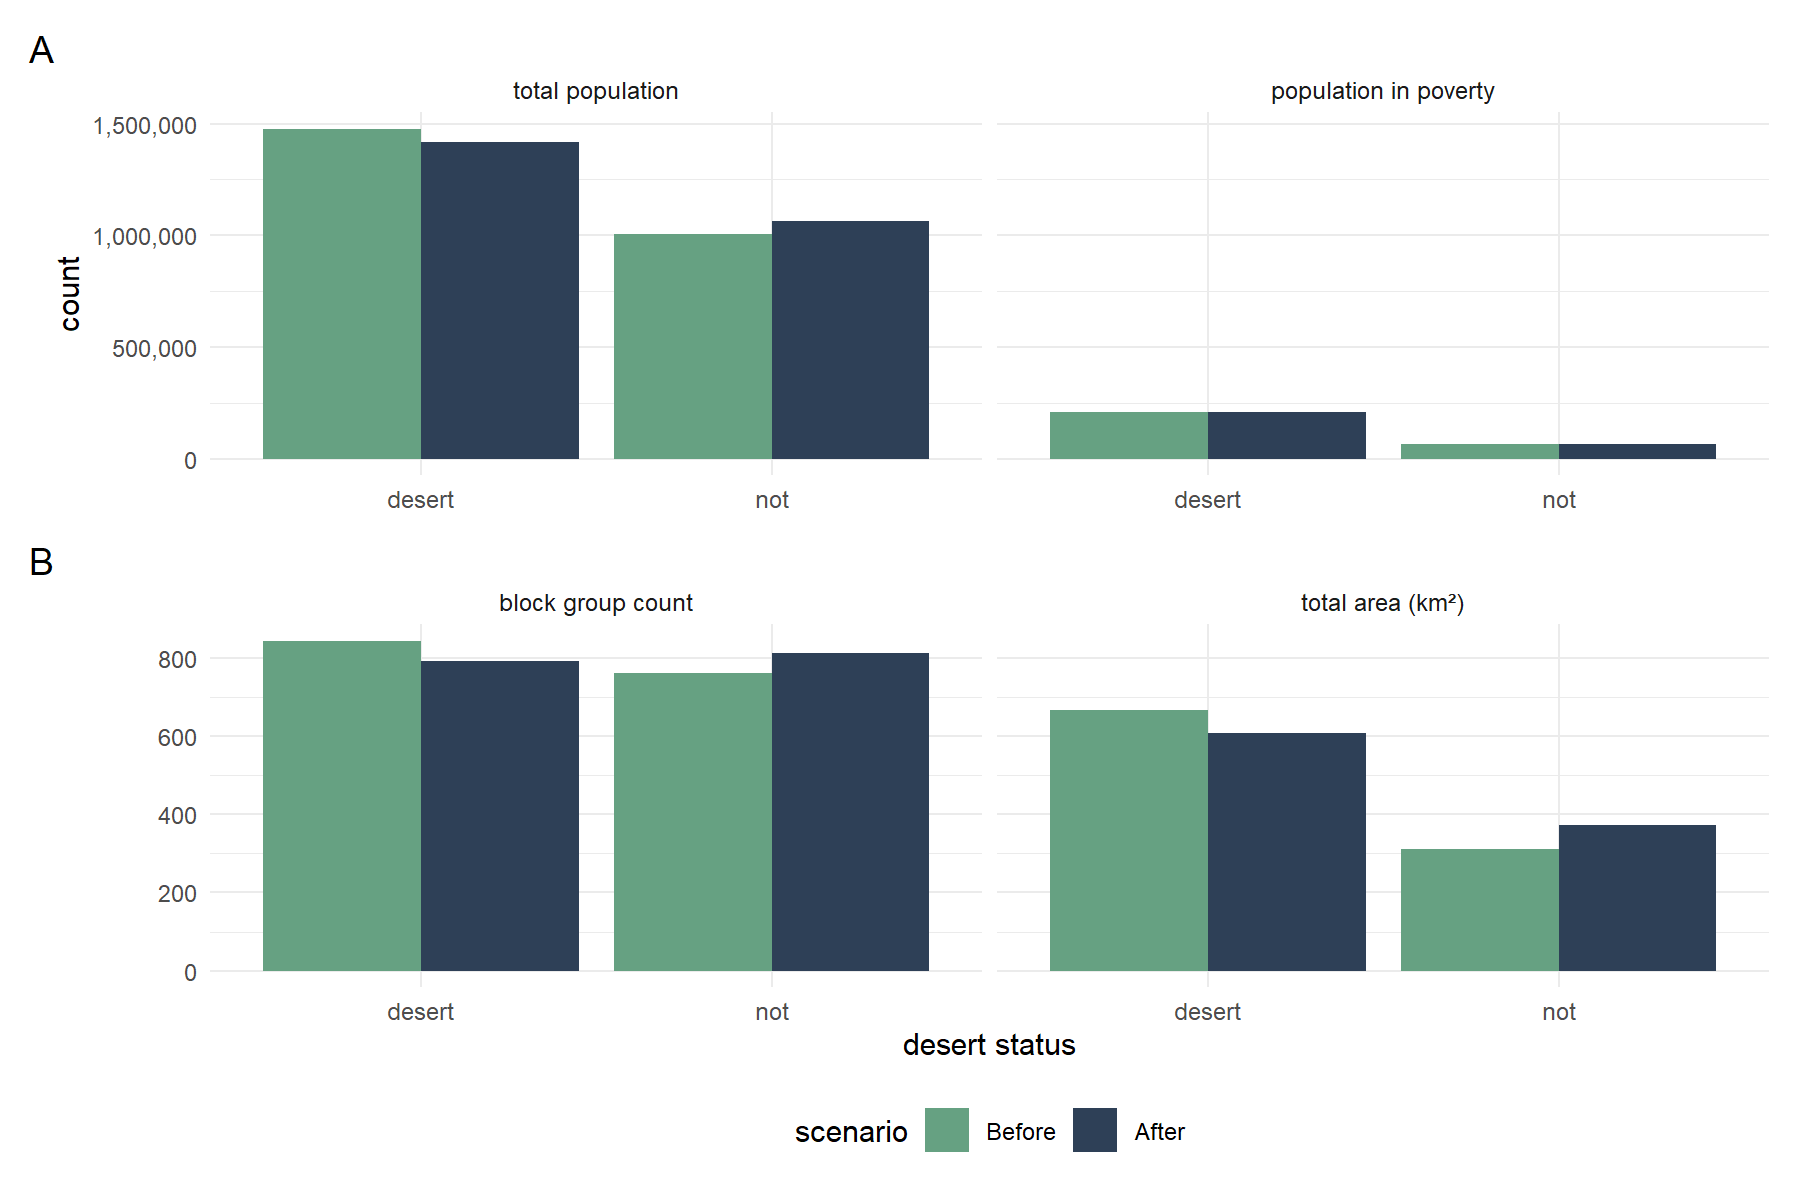 A
total population
population in poverty
1,500,000
1,000,000
500,000
0
count
desert
not
desert
not
B
block group count
total area (km²)
800
600
400
200
0
desert
not
desert
not
desert status
scenario
Before
After